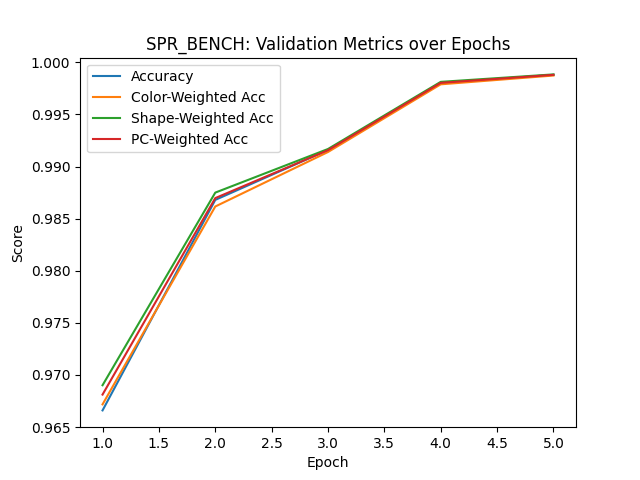 SPR_BENCH: Validation Metrics over Epochs
Accuracy
Color-Weighted Acc
Shape-Weighted Acc
PC-Weighted Acc
Score
1.000
0.995
0.990
0.985
0.980
0.975
0.970
0.965
1.0 1.5 2.0 2.5 3.0 3.5 4.0 4.5 5.0
Epoch